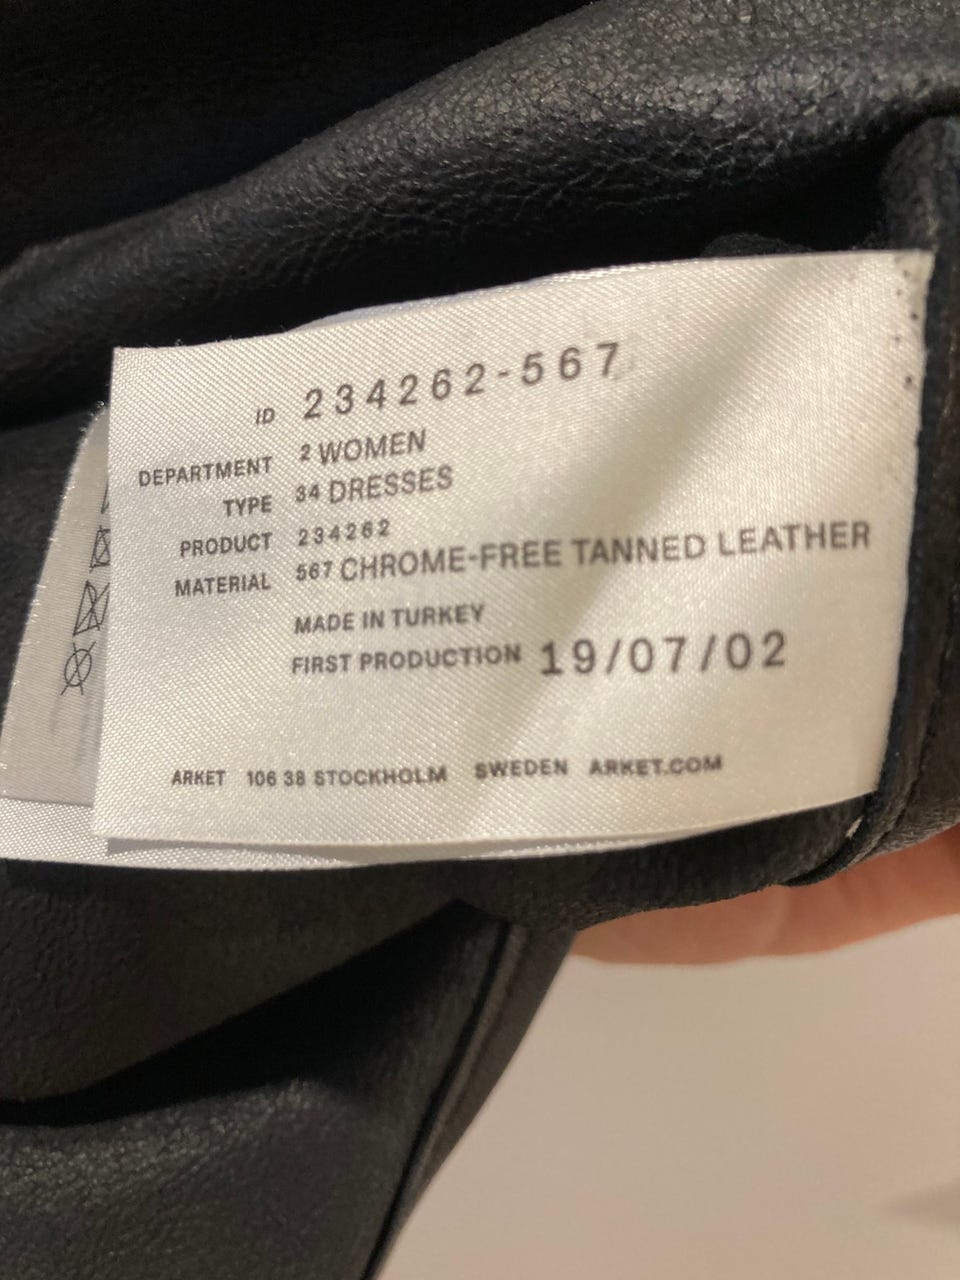 ID 234262-567
DEPARTMENT 2 WOMEN
TYPE 34 DRESSES
PRODUCT 234262
MATERIAL 567 CHROME-FREE TANNED LEATHER
MADE IN TURKEY
FIRST PRODUCTION 19/07/02
ARKET 106 38 STOCKHOLM SWEDEN ARKET.COM